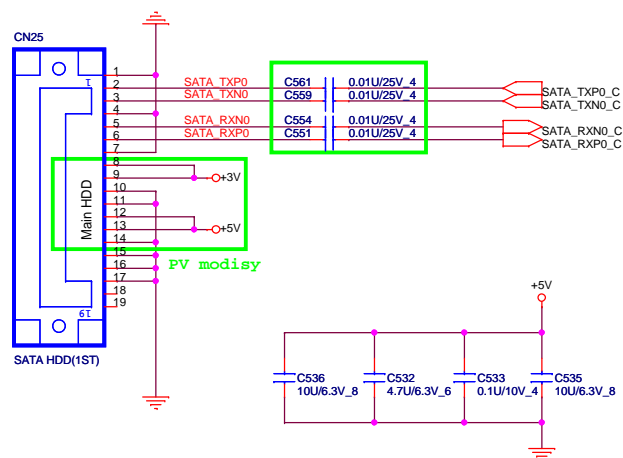 CN25
1
1
2
3
4
5
6
7
8
9
10
11
12
13
14
15
16
17
18
19
19
Main HDD
SATA HDD(1ST)
SATA_TXP0 C561 0.01U/25V_4 SATA_TXP0_C
SATA_TXN0 C559 0.01U/25V_4 SATA_TXN0_C
SATA_RXN0 C554 0.01U/25V_4 SATA_RXN0_C
SATA_RXP0 C551 0.01U/25V_4 SATA_RXP0_C
+3V
+5V
PV modisy
+5V
C536 C532 C533 C535
10U/6.3V_8 4.7U/6.3V_6 0.1U/10V_4 10U/6.3V_8